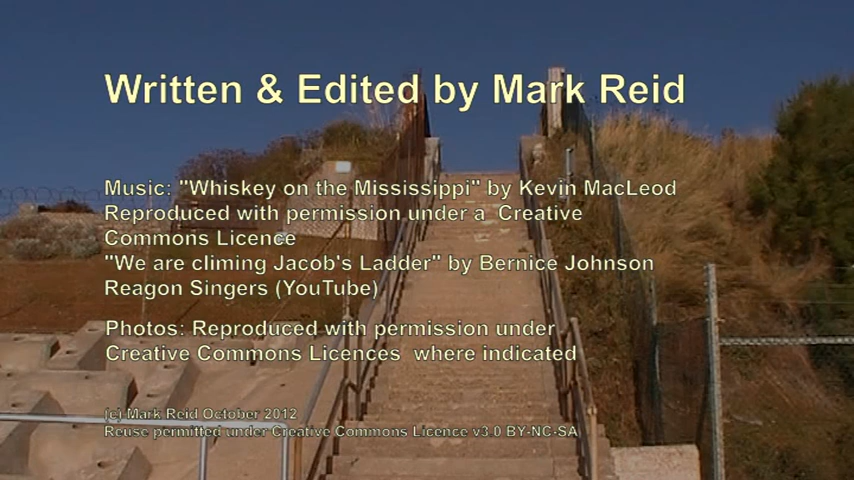 Written & Edited by Mark Reid
Music: "Whiskey on the Mississippi" by Kevin MacLeod
Reproduced with permission under a  Creative
Commons Licence
"We are climing Jacob's Ladder" by Bernice Johnson
Reagon Singers (YouTube)
Photos: Reproduced with permission under
Creative Commons Licences  where indicated
(c) Mark Reid October 2012
Reuse permitted under Creative Commons Licence v3.0 BY-NC-SA